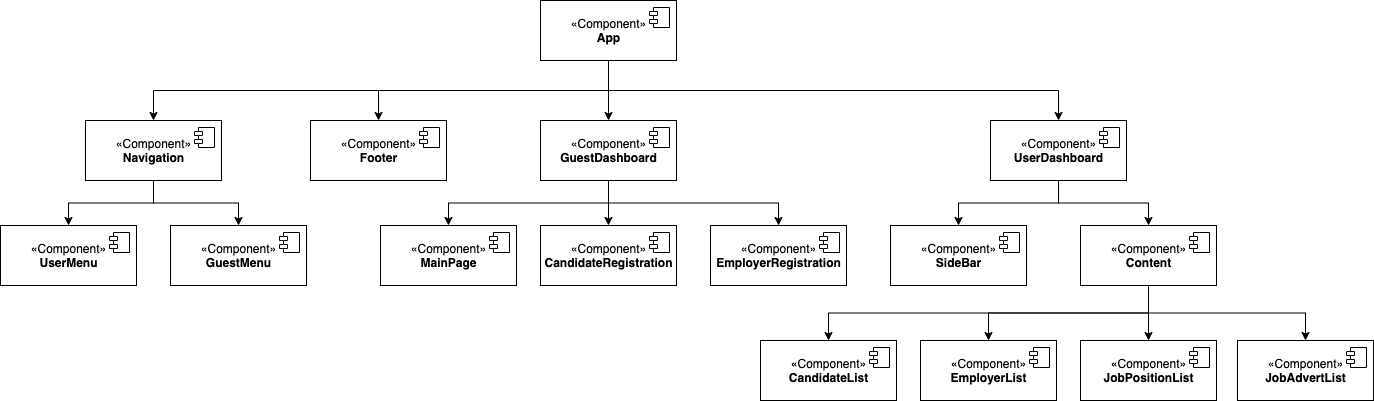 «Component»
App
«Component»
Navigation
«Component»
Footer
«Component»
GuestDashboard
«Component»
UserDashboard
«Component»
UserMenu
«Component»
GuestMenu
«Component»
MainPage
«Component»
CandidateRegistration
«Component»
EmployerRegistration
«Component»
SideBar
«Component»
Content
«Component»
CandidateList
«Component»
EmployerList
«Component»
JobPositionList
«Component»
JobAdvertList